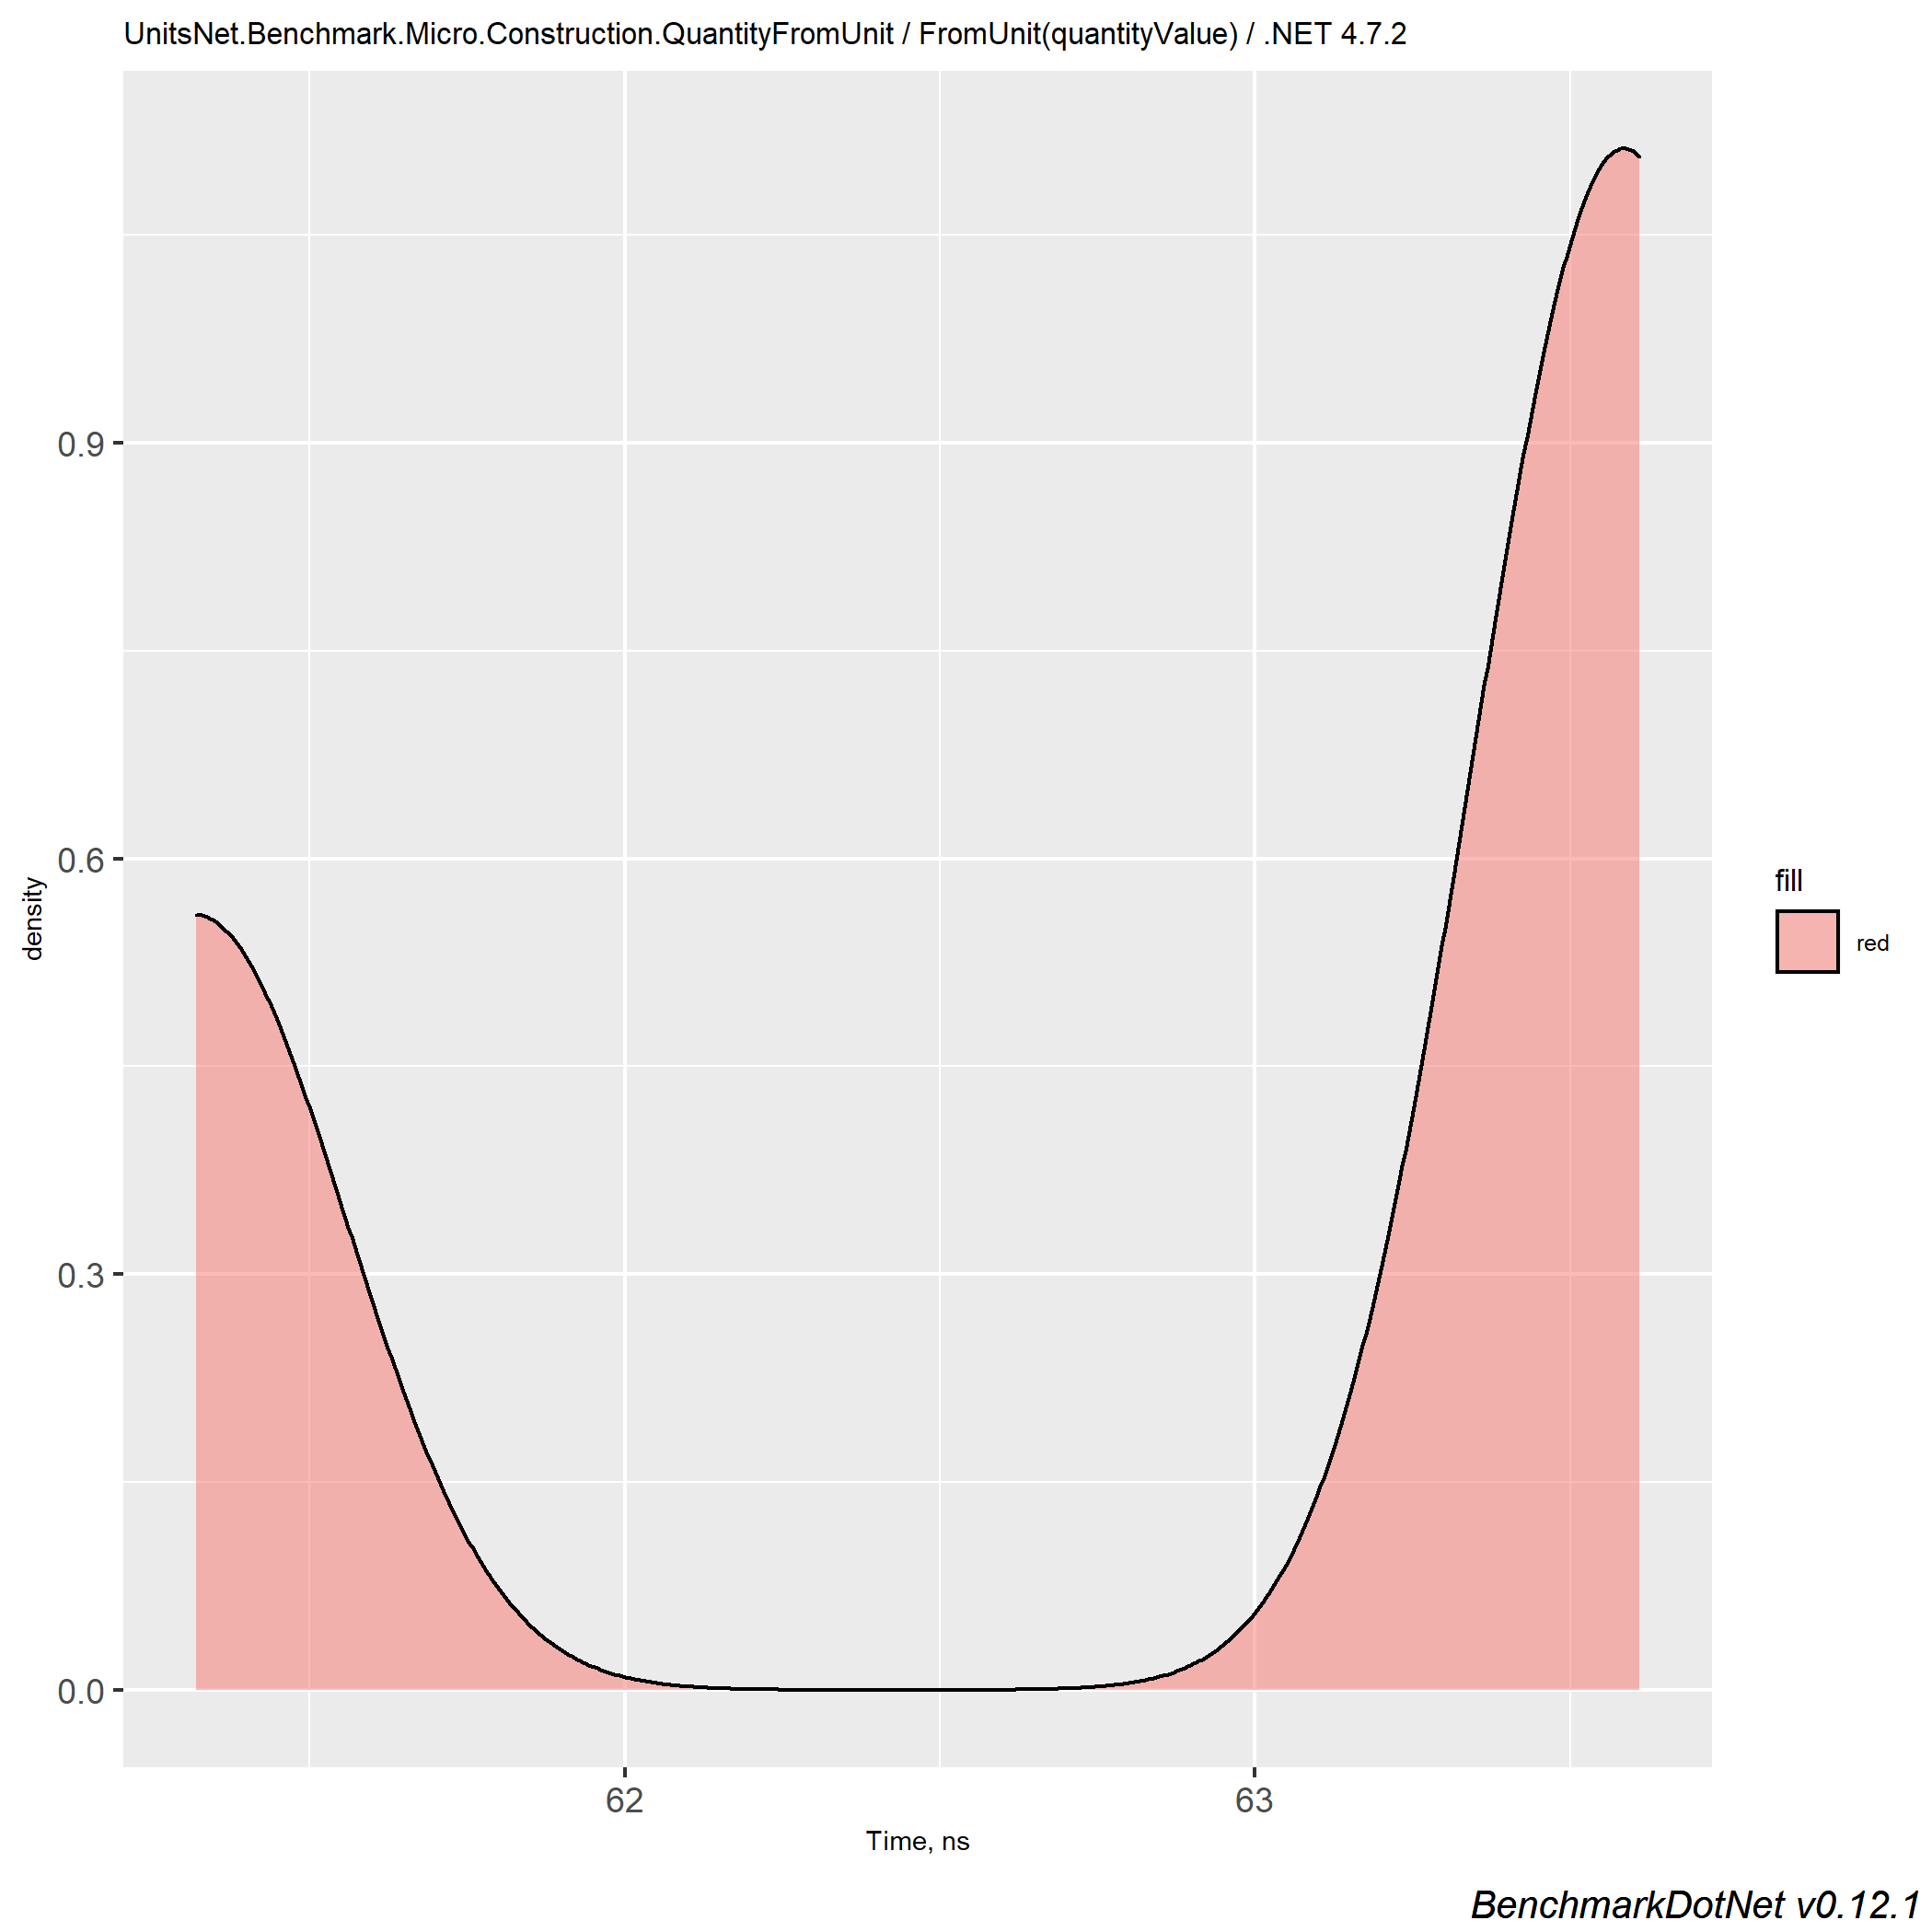 UnitsNet.Benchmark.Micro.Construction.QuantityFromUnit / FromUnit(quantityValue) / .NET 4.7.2
0.9
0.6
0.3
0.0
density
62
63
Time, ns
fill
red
BenchmarkDotNet v0.12.1